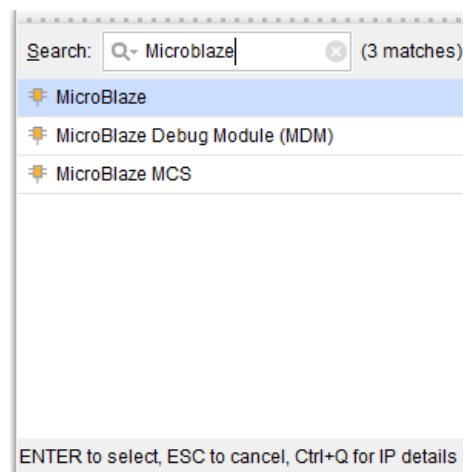 Search: Microblaze (3 matches)
MicroBlaze
MicroBlaze Debug Module (MDM)
MicroBlaze MCS
ENTER to select, ESC to cancel, Ctrl+Q for IP details